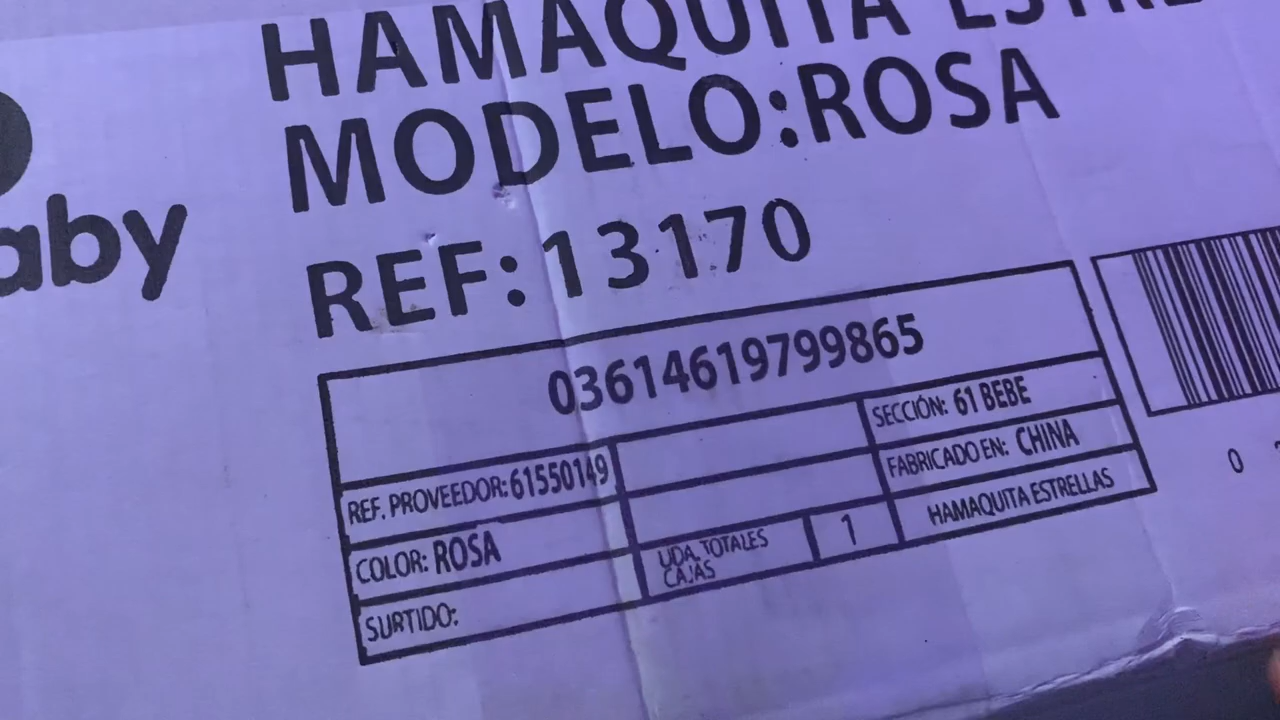 HAMAQUITA
MODELO:ROSA
aby
REF:13170
03614619799865
REF. PROVEEDOR:61550149
SECCIÓN: 61 BEBE
COLOR: ROSA
FABRICADO EN: CHINA
SURTIDO:
UDA. TOTALES
CAJAS
1
HAMAQUITA ESTRELLAS
0